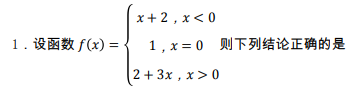 x + 2 , x < 0
1．设函数 f(x) = { 1 , x = 0 则下列结论正确的是
2 + 3x , x > 0